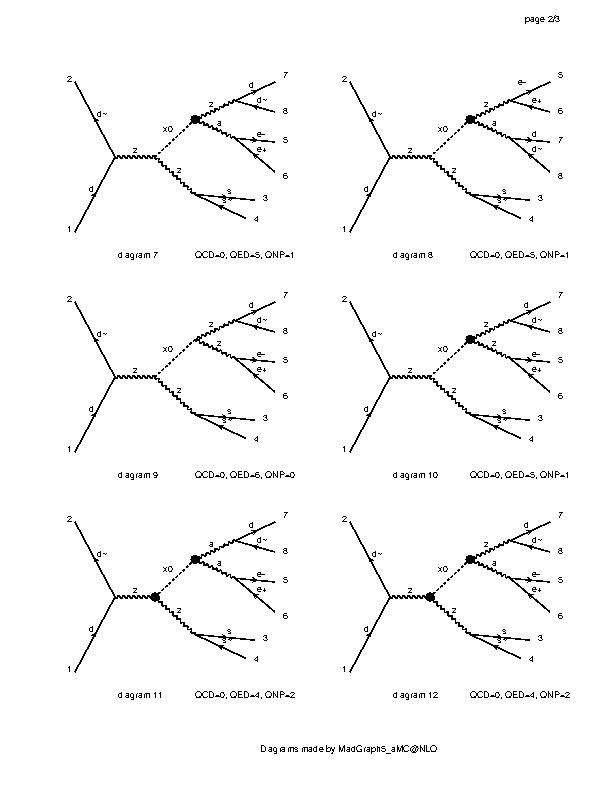 page 2/3
2
d~
d
1
z
x0
z
z
a
d
d~
e-
e+
s
s~
7
8
5
6
3
4
diagram 7
QCD=0, QED=5, QNP=1
2
d~
d
1
z
x0
z
z
a
e-
e+
d
d~
s
s~
5
6
7
8
3
4
diagram 8
QCD=0, QED=5, QNP=1
2
d~
d
1
z
x0
z
z
z
d
d~
e-
e+
s
s~
7
8
5
6
3
4
diagram 9
QCD=0, QED=6, QNP=0
2
d~
d
1
z
x0
z
z
z
d
d~
e-
e+
s
s~
7
8
5
6
3
4
diagram 10
QCD=0, QED=5, QNP=1
2
d~
d
1
z
x0
z
a
a
d
d~
e-
e+
s
s~
7
8
5
6
3
4
diagram 11
QCD=0, QED=4, QNP=2
2
d~
d
1
z
x0
z
z
a
d
d~
e-
e+
s
s~
7
8
5
6
3
4
diagram 12
QCD=0, QED=4, QNP=2
Diagrams made by MadGraph5_aMC@NLO